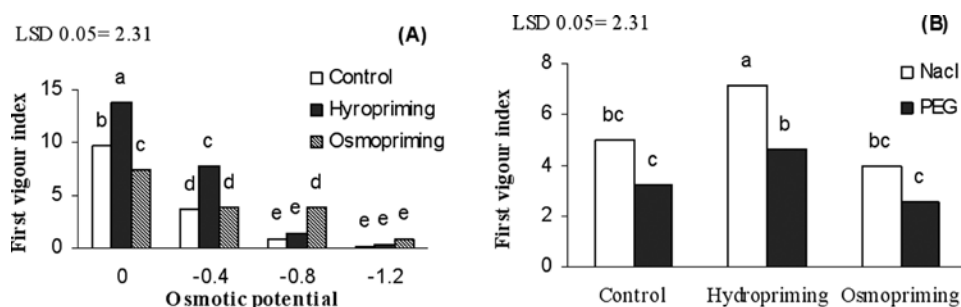 LSD 0.05= 2.31
(A)
First vigour index
15
10
5
0
b
a
c
d
c
d
e
e
d
e
e
e
Control
Hyropriming
Osmopriming
0
-0.4
-0.8
-1.2
Osmotic potential
LSD 0.05= 2.31
(B)
First vigour index
8
6
4
2
0
bc
c
a
b
bc
c
Nacl
PEG
Control
Hydropriming
Osmopriming